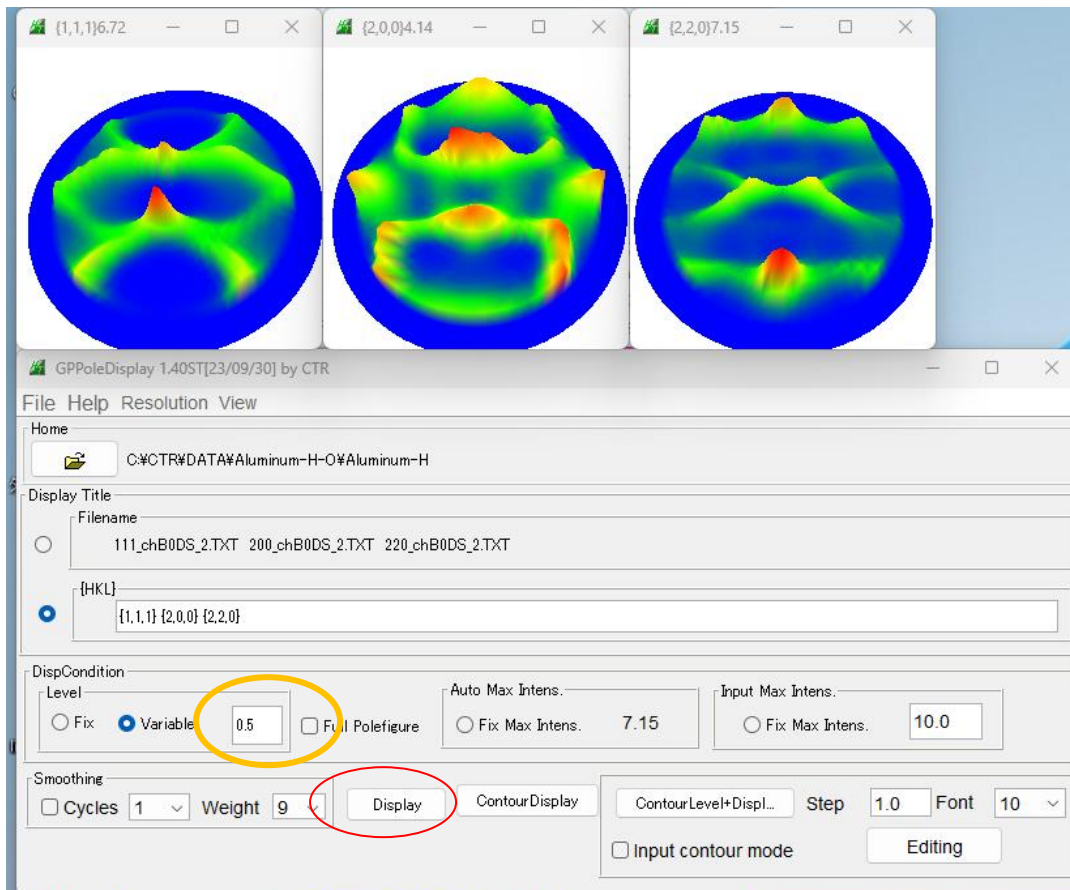 {1,1,1}6.72
{2,0,0}4.14
{2,2,0}7.15
GPPoleDisplay 1.40ST[23/09/30] by CTR
File Help Resolution View
Home
C:¥CTR¥DATA¥Aluminum-H-O¥Aluminum-H
Display Title
Filename
111_chB0DS_2.TXT 200_chB0DS_2.TXT 220_chB0DS_2.TXT
{HKL}
{1,1,1} {2,0,0} {2,2,0}
DispCondition
Level
Fix Variable 0.5 Full Polefigure
Auto Max Intens.
Fix Max Intens. 7.15
Input Max Intens.
Fix Max Intens. 10.0
Smoothing
Cycles 1 Weight 9
Display ContourDisplay
ContourLevel+Displ... Step 1.0 Font 10
Input contour mode Editing